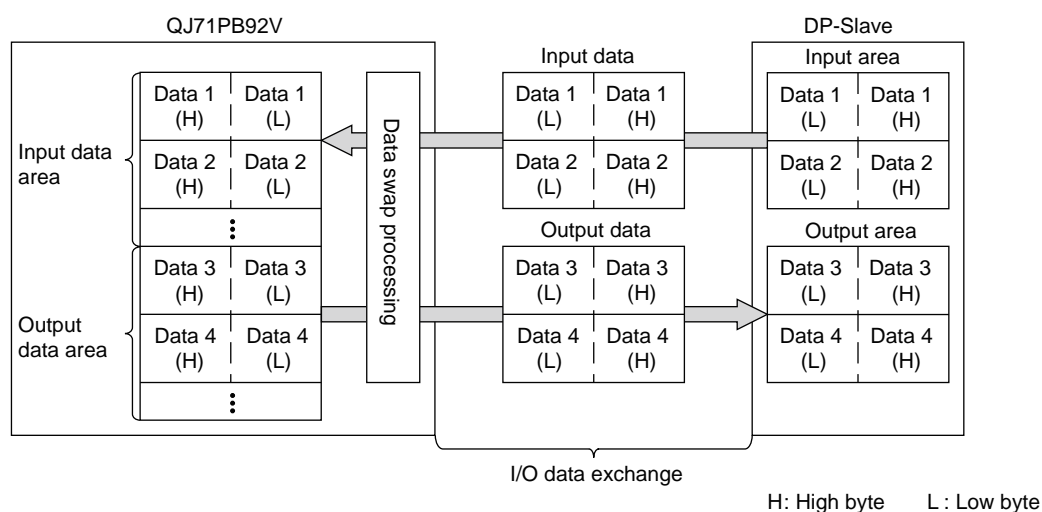 QJ71PB92V
DP-Slave
Input data
Input area
Input data
area
Data 1
(H)
Data 1
(L)
Data 2
(H)
Data 2
(L)
Output
data area
Data 3
(H)
Data 3
(L)
Data 4
(H)
Data 4
(L)
Data swap processing
Data 1
(L)
Data 1
(H)
Data 2
(L)
Data 2
(H)
Output data
Data 3
(L)
Data 3
(H)
Data 4
(L)
Data 4
(H)
Data 1
(L)
Data 1
(H)
Data 2
(L)
Data 2
(H)
Output area
Data 3
(L)
Data 3
(H)
Data 4
(L)
Data 4
(H)
I/O data exchange
H: High byte L : Low byte